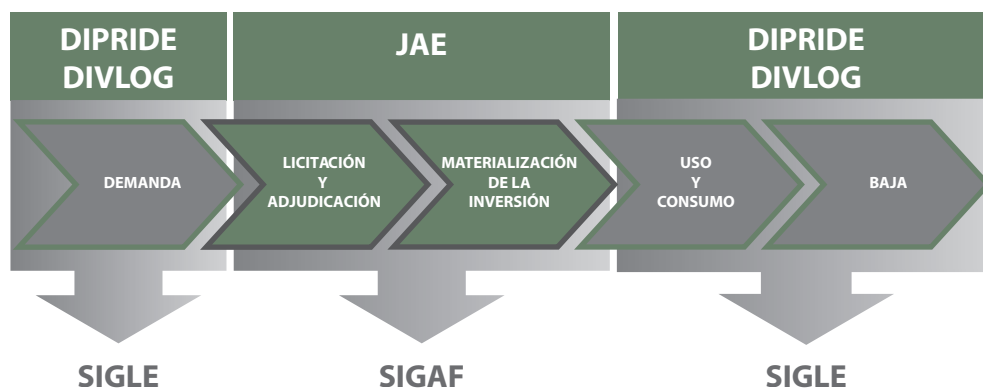 DIPRIDE
DIVLOG
JAE
DIPRIDE
DIVLOG
DEMANDA
LICITACIÓN
Y
ADJUDICACIÓN
MATERIALIZACIÓN
DE LA
INVERSIÓN
USO
Y
CONSUMO
BAJA
SIGLE
SIGAF
SIGLE